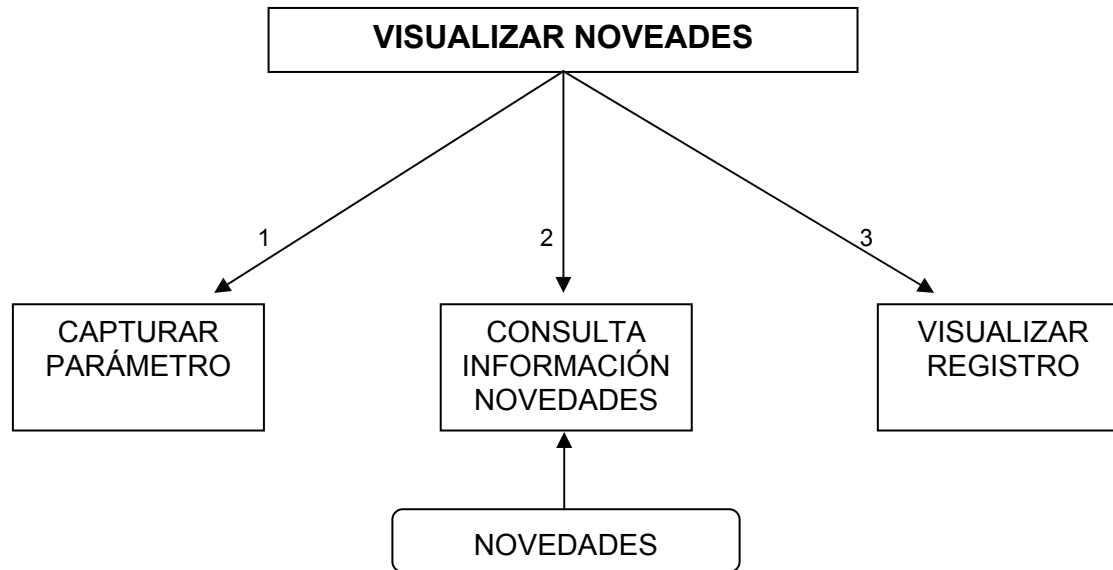 VISUALIZAR NOVEADES
1
2
3
CAPTURAR
PARÁMETRO
CONSULTA
INFORMACIÓN
NOVEDADES
VISUALIZAR
REGISTRO
NOVEDADES